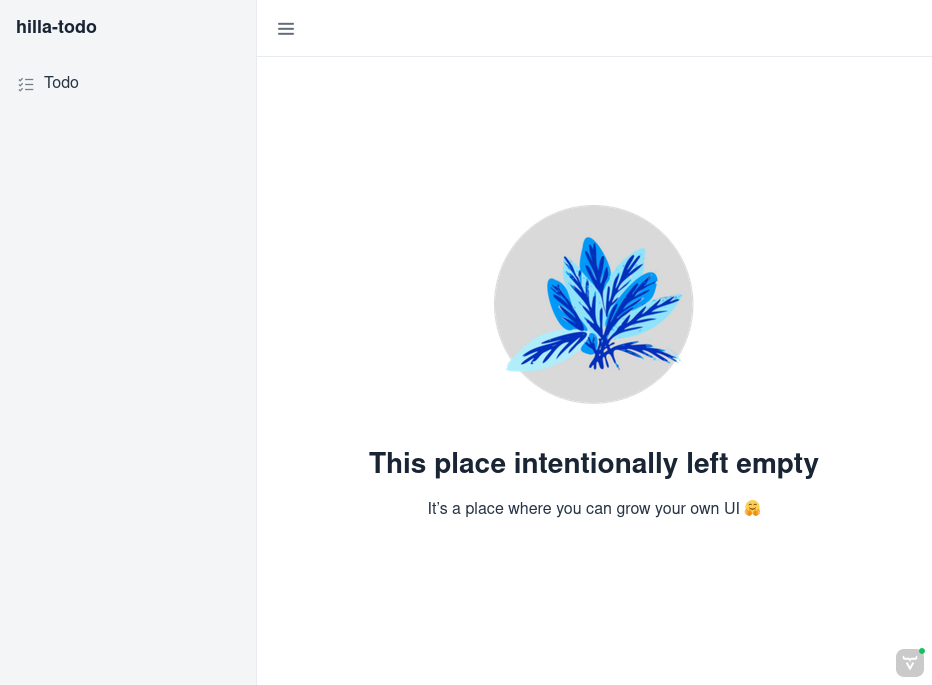 hilla-todo
Todo
This place intentionally left empty
It’s a place where you can grow your own UI 🤗